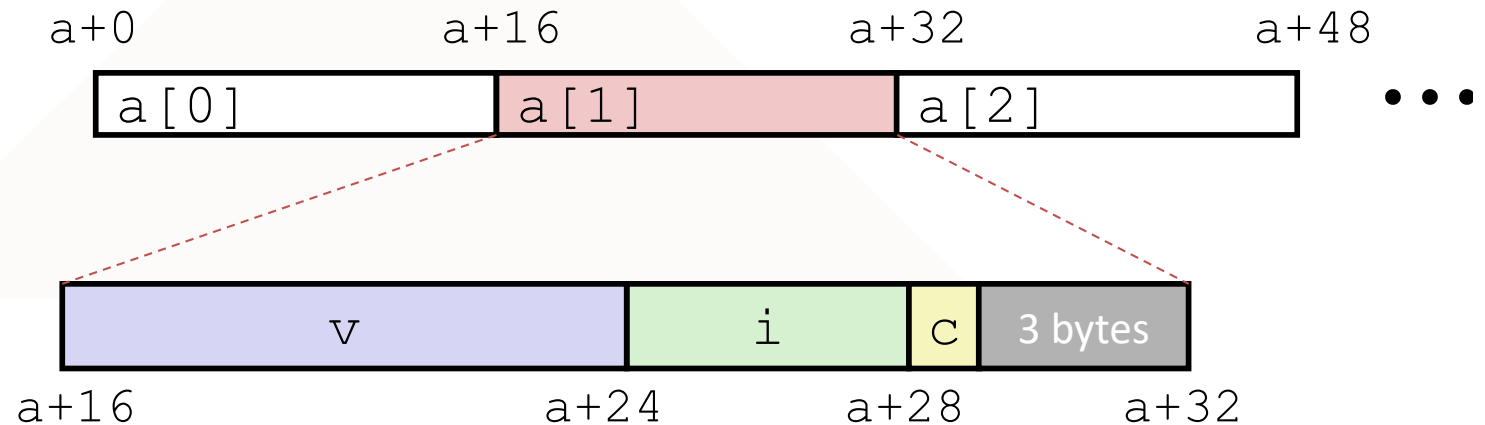 a+0 a+16 a+32 a+48
a[0] a[1] a[2] •••
v i c 3 bytes
a+16 a+24 a+28 a+32